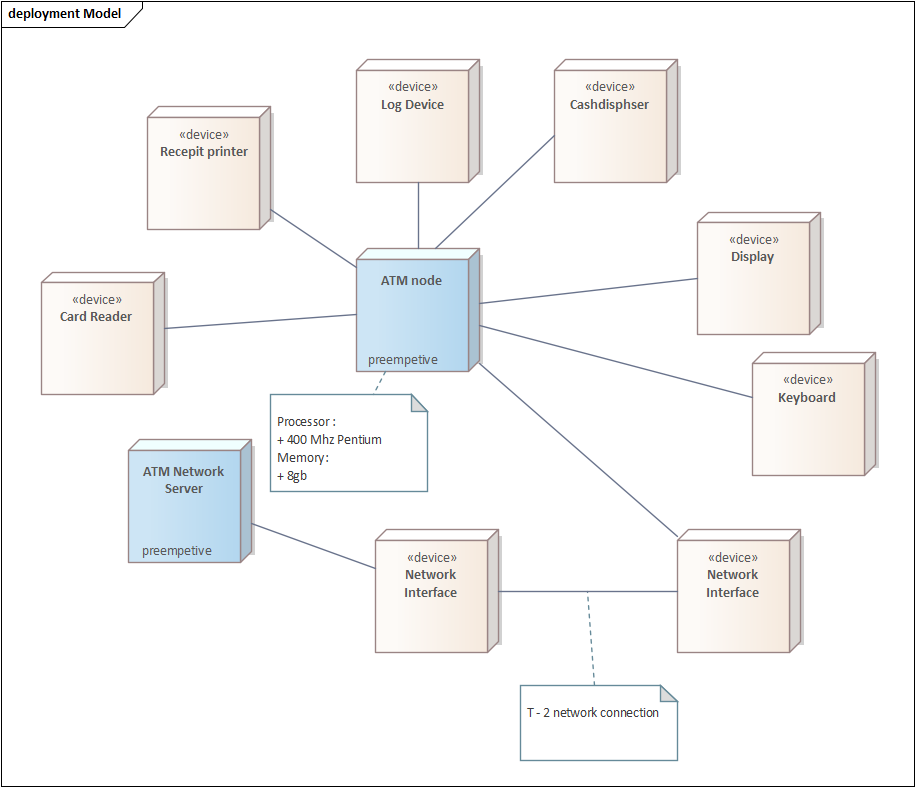 deployment Model
«device»
Log Device
«device»
Cashdisphser
«device»
Recepit printer
«device»
Display
ATM node
preempetive
«device»
Card Reader
«device»
Keyboard
Processor :
+ 400 Mhz Pentium
Memory:
+ 8gb
ATM Network
Server
preempetive
«device»
Network
Interface
«device»
Network
Interface
T - 2 network connection